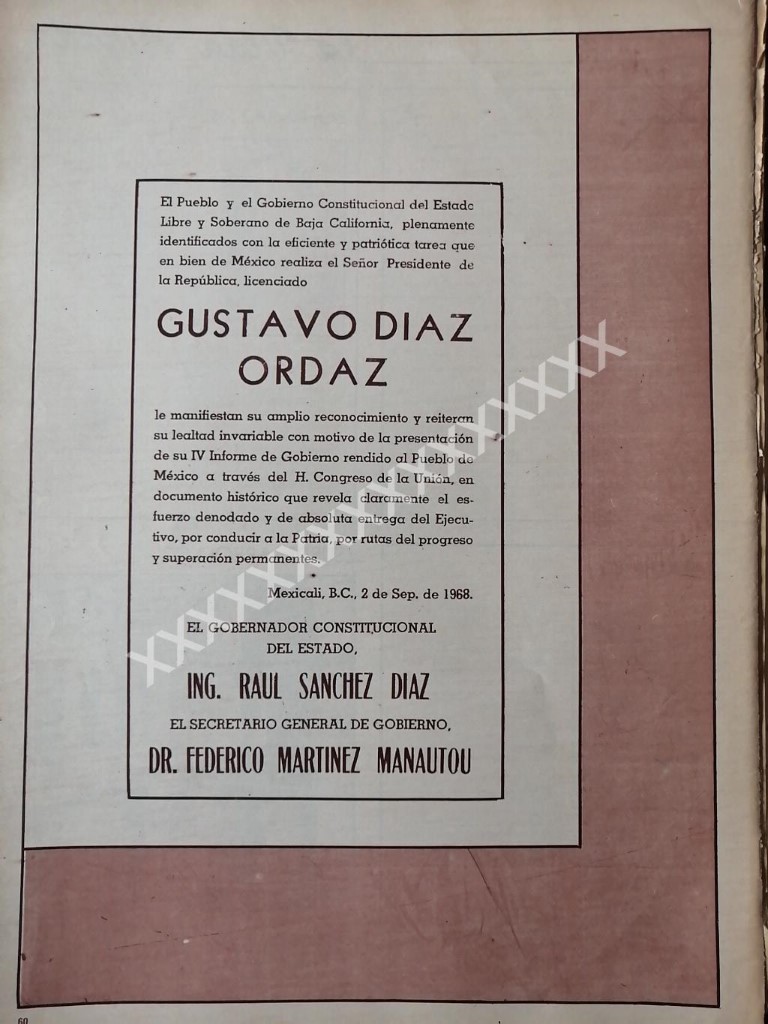 El Pueblo y el Gobierno Constitucional del Estado
Libre y Soberano de Baja California, plenamente
identificados con la eficiente y patriótica tarea que
en bien de México realiza el Señor Presidente de
la República, licenciado
GUSTAVO DIAZ
ORDAZ
le manifiestan su amplio reconocimiento y reiteran
su lealtad invariable con motivo de la presentación
de su IV Informe de Gobierno rendido al Pueblo de
México a través del H. Congreso de la Unión, en
documento histórico que revela claramente el es-
fuerzo denodado y de absoluta entrega del Ejecu-
tivo, por conducir a la Patria, por rutas del progreso
y superación permanentes.
Mexicali, B.C., 2 de Sep. de 1968.
EL GOBERNADOR CONSTITUCIONAL
DEL ESTADO,
ING. RAUL SANCHEZ DIAZ
EL SECRETARIO GENERAL DE GOBIERNO,
DR. FEDERICO MARTINEZ MANAUTOU
XXXXXXXXXXXXXXXXXX
60